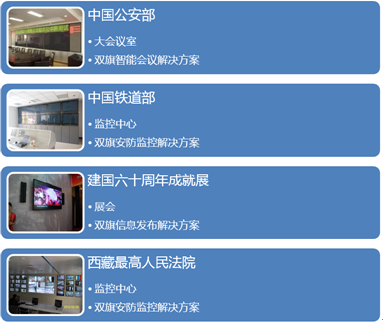 中国公安部
• 大会议室
• 双旗智能会议解决方案
中国铁道部
• 监控中心
• 双旗安防监控解决方案
建国六十周年成就展
• 展会
• 双旗信息发布解决方案
西藏最高人民法院
• 监控中心
• 双旗安防监控解决方案